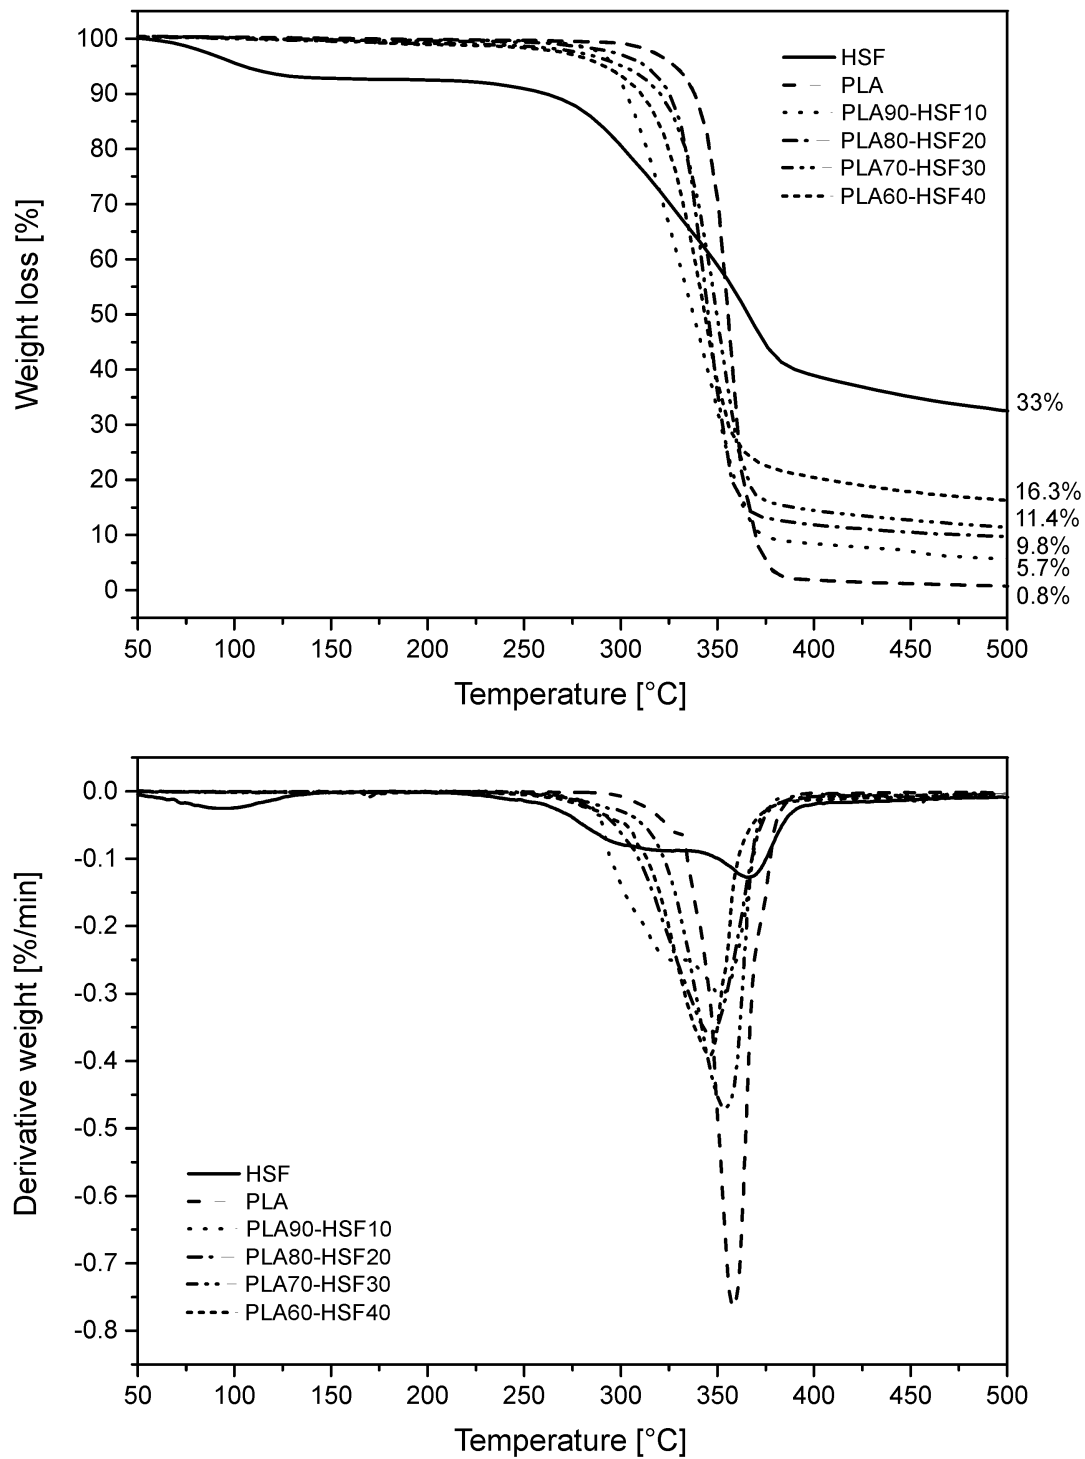 100
90
80
70
60
50
40
30
20
10
0
Weight loss [%]
HSF
PLA
PLA90-HSF10
PLA80-HSF20
PLA70-HSF30
PLA60-HSF40
33%
16.3%
11.4%
9.8%
5.7%
0.8%
50 100 150 200 250 300 350 400 450 500
Temperature [°C]
0.0
-0.1
-0.2
-0.3
-0.4
-0.5
-0.6
-0.7
-0.8
Derivative weight [%/min]
HSF
PLA
PLA90-HSF10
PLA80-HSF20
PLA70-HSF30
PLA60-HSF40
50 100 150 200 250 300 350 400 450 500
Temperature [°C]